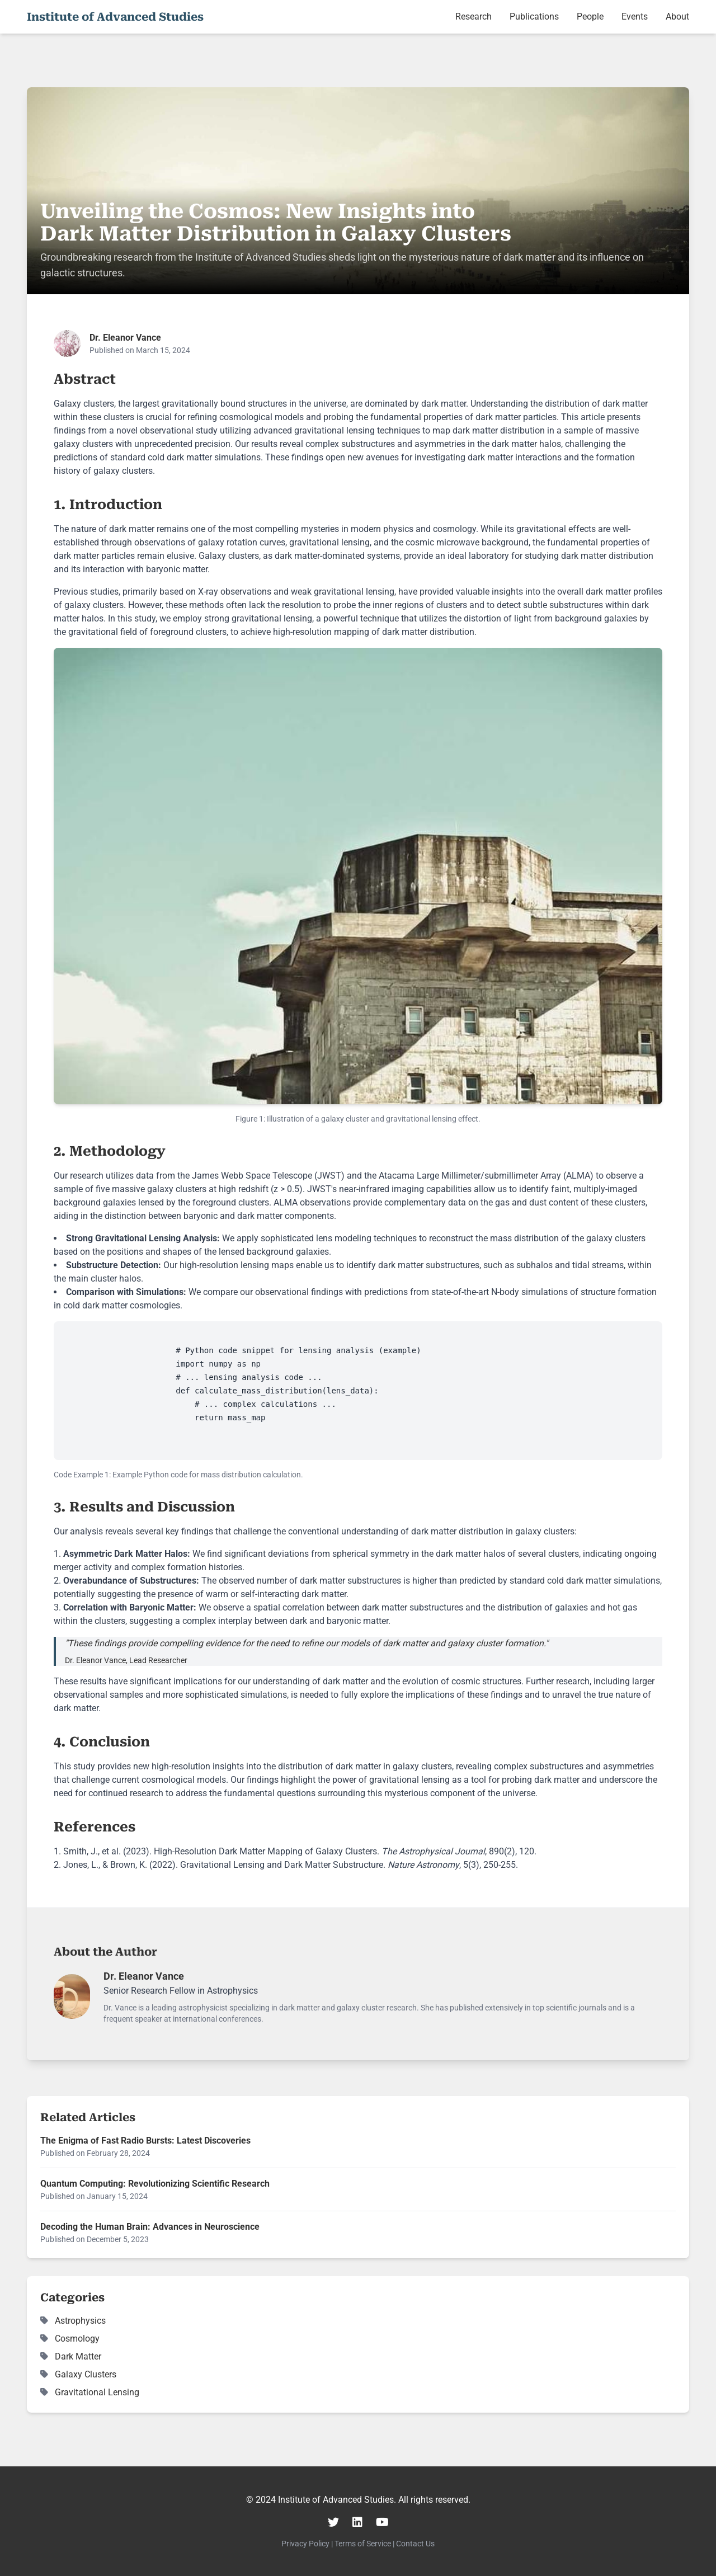 Institute of Advanced Studies
Research Publications People Events About
Unveiling the Cosmos: New Insights into
Dark Matter Distribution in Galaxy Clusters
Groundbreaking research from the Institute of Advanced Studies sheds light on the mysterious nature of dark matter and its influence on
galactic structures.
Dr. Eleanor Vance
Published on March 15, 2024
Abstract
Galaxy clusters, the largest gravitationally bound structures in the universe, are dominated by dark matter. Understanding the distribution of dark matter
within these clusters is crucial for refining cosmological models and probing the fundamental properties of dark matter particles. This article presents
findings from a novel observational study utilizing advanced gravitational lensing techniques to map dark matter distribution in a sample of massive
galaxy clusters with unprecedented precision. Our results reveal complex substructures and asymmetries in the dark matter halos, challenging the
predictions of standard cold dark matter simulations. These findings open new avenues for investigating dark matter interactions and the formation
history of galaxy clusters.
1. Introduction
The nature of dark matter remains one of the most compelling mysteries in modern physics and cosmology. While its gravitational effects are well-
established through observations of galaxy rotation curves, gravitational lensing, and the cosmic microwave background, the fundamental properties of
dark matter particles remain elusive. Galaxy clusters, as dark matter-dominated systems, provide an ideal laboratory for studying dark matter distribution
and its interaction with baryonic matter.
Previous studies, primarily based on X-ray observations and weak gravitational lensing, have provided valuable insights into the overall dark matter profiles
of galaxy clusters. However, these methods often lack the resolution to probe the inner regions of clusters and to detect subtle substructures within dark
matter halos. In this study, we employ strong gravitational lensing, a powerful technique that utilizes the distortion of light from background galaxies by
the gravitational field of foreground clusters, to achieve high-resolution mapping of dark matter distribution.
Figure 1: Illustration of a galaxy cluster and gravitational lensing effect.
2. Methodology
Our research utilizes data from the James Webb Space Telescope (JWST) and the Atacama Large Millimeter/submillimeter Array (ALMA) to observe a
sample of five massive galaxy clusters at high redshift (z > 0.5). JWST's near-infrared imaging capabilities allow us to identify faint, multiply-imaged
background galaxies lensed by the foreground clusters. ALMA observations provide complementary data on the gas and dust content of these clusters,
aiding in the distinction between baryonic and dark matter components.
• Strong Gravitational Lensing Analysis: We apply sophisticated lens modeling techniques to reconstruct the mass distribution of the galaxy clusters
based on the positions and shapes of the lensed background galaxies.
• Substructure Detection: Our high-resolution lensing maps enable us to identify dark matter substructures, such as subhalos and tidal streams, within
the main cluster halos.
• Comparison with Simulations: We compare our observational findings with predictions from state-of-the-art N-body simulations of structure formation
in cold dark matter cosmologies.
# Python code snippet for lensing analysis (example)
import numpy as np
# ... lensing analysis code ...
def calculate_mass_distribution(lens_data):
# ... complex calculations ...
return mass_map
Code Example 1: Example Python code for mass distribution calculation.
3. Results and Discussion
Our analysis reveals several key findings that challenge the conventional understanding of dark matter distribution in galaxy clusters:
1. Asymmetric Dark Matter Halos: We find significant deviations from spherical symmetry in the dark matter halos of several clusters, indicating ongoing
merger activity and complex formation histories.
2. Overabundance of Substructures: The observed number of dark matter substructures is higher than predicted by standard cold dark matter simulations,
potentially suggesting the presence of warm or self-interacting dark matter.
3. Correlation with Baryonic Matter: We observe a spatial correlation between dark matter substructures and the distribution of galaxies and hot gas
within the clusters, suggesting a complex interplay between dark and baryonic matter.
"These findings provide compelling evidence for the need to refine our models of dark matter and galaxy cluster formation."
Dr. Eleanor Vance, Lead Researcher
These results have significant implications for our understanding of dark matter and the evolution of cosmic structures. Further research, including larger
observational samples and more sophisticated simulations, is needed to fully explore the implications of these findings and to unravel the true nature of
dark matter.
4. Conclusion
This study provides new high-resolution insights into the distribution of dark matter in galaxy clusters, revealing complex substructures and asymmetries
that challenge current cosmological models. Our findings highlight the power of gravitational lensing as a tool for probing dark matter and underscore the
need for continued research to address the fundamental questions surrounding this mysterious component of the universe.
References
1. Smith, J., et al. (2023). High-Resolution Dark Matter Mapping of Galaxy Clusters. The Astrophysical Journal, 890(2), 120.
2. Jones, L., & Brown, K. (2022). Gravitational Lensing and Dark Matter Substructure. Nature Astronomy, 5(3), 250-255.
About the Author
Dr. Eleanor Vance
Senior Research Fellow in Astrophysics
Dr. Vance is a leading astrophysicist specializing in dark matter and galaxy cluster research. She has published extensively in top scientific journals and is a
frequent speaker at international conferences.
Related Articles
The Enigma of Fast Radio Bursts: Latest Discoveries
Published on February 28, 2024
Quantum Computing: Revolutionizing Scientific Research
Published on January 15, 2024
Decoding the Human Brain: Advances in Neuroscience
Published on December 5, 2023
Categories
Astrophysics
Cosmology
Dark Matter
Galaxy Clusters
Gravitational Lensing
© 2024 Institute of Advanced Studies. All rights reserved.
Privacy Policy | Terms of Service | Contact Us